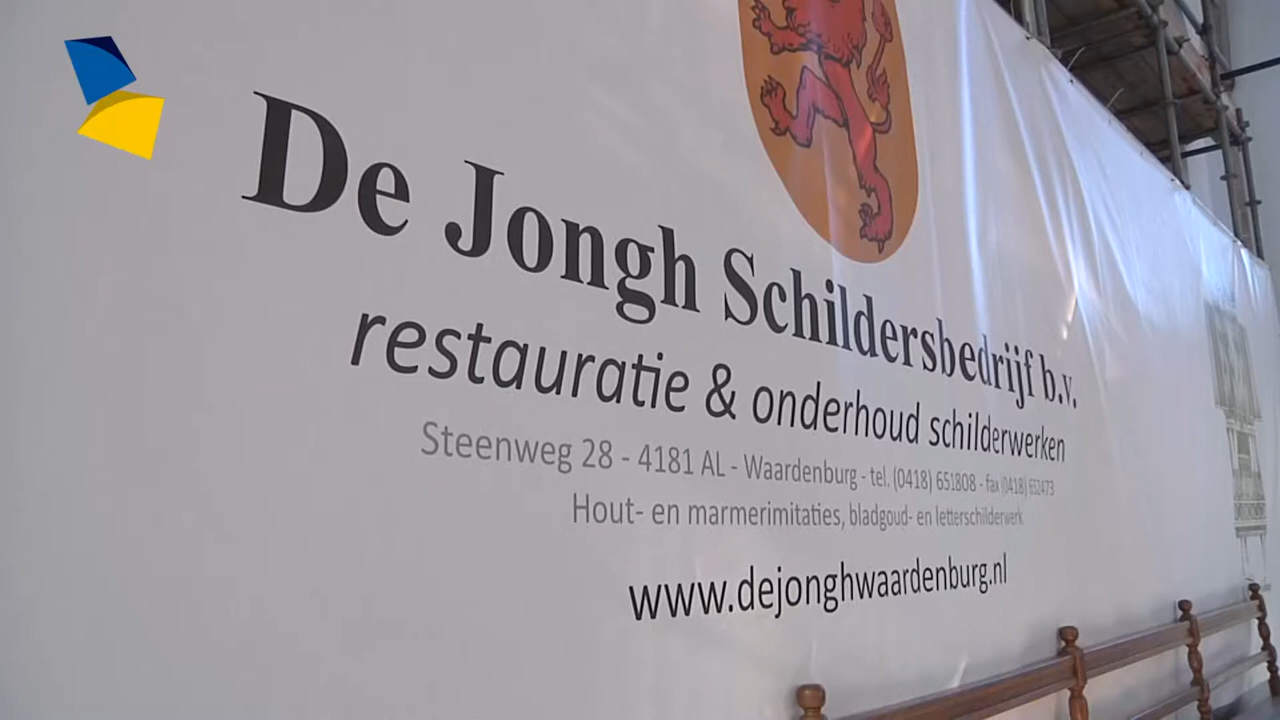 De Jongh Schildersbedrijf b.v.
restauratie & onderhoud schilderwerken
Steenweg 28 - 4181 AL - Waardenburg - tel. (0418) 651808 - fax (0418) 652473
Hout- en marmerimitaties, bladgoud- en letterschilderwerk
www.dejonghwaardenburg.nl